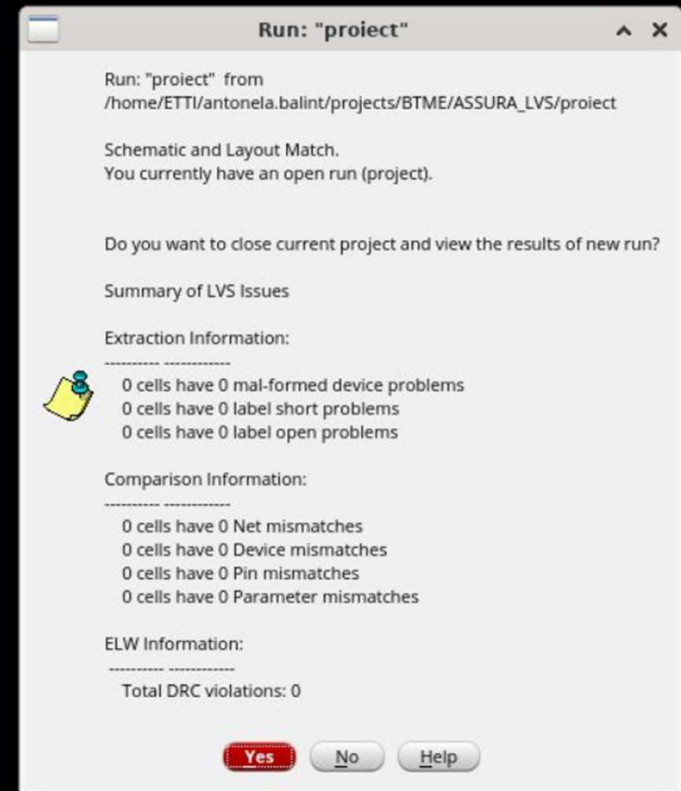 Run: "proiect"
Run: "proiect" from
/home/ETTI/antonela.balint/projects/BTME/ASSURA_LVS/proiect
Schematic and Layout Match.
You currently have an open run (project).
Do you want to close current project and view the results of new run?
Summary of LVS Issues
Extraction Information:
---------- ------------
0 cells have 0 mal-formed device problems
0 cells have 0 label short problems
0 cells have 0 label open problems
Comparison Information:
---------- ------------
0 cells have 0 Net mismatches
0 cells have 0 Device mismatches
0 cells have 0 Pin mismatches
0 cells have 0 Parameter mismatches
ELW Information:
---------- ------------
Total DRC violations: 0
Yes No Help